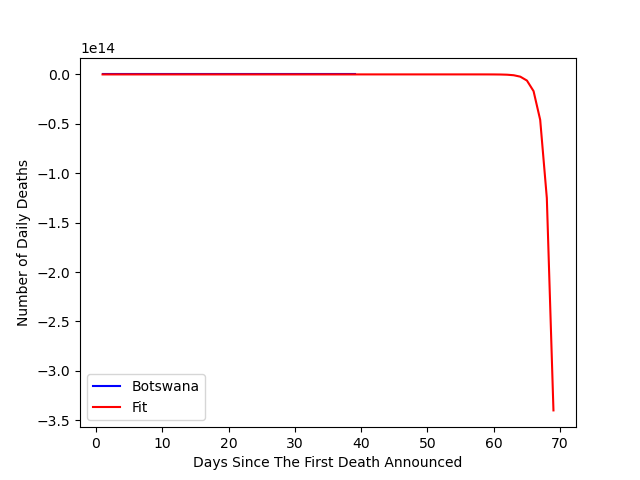 1e14
0.0
−0.5
−1.0
−1.5
−2.0
−2.5
−3.0
−3.5
Number of Daily Deaths
Botswana
Fit
0 10 20 30 40 50 60 70
Days Since The First Death Announced